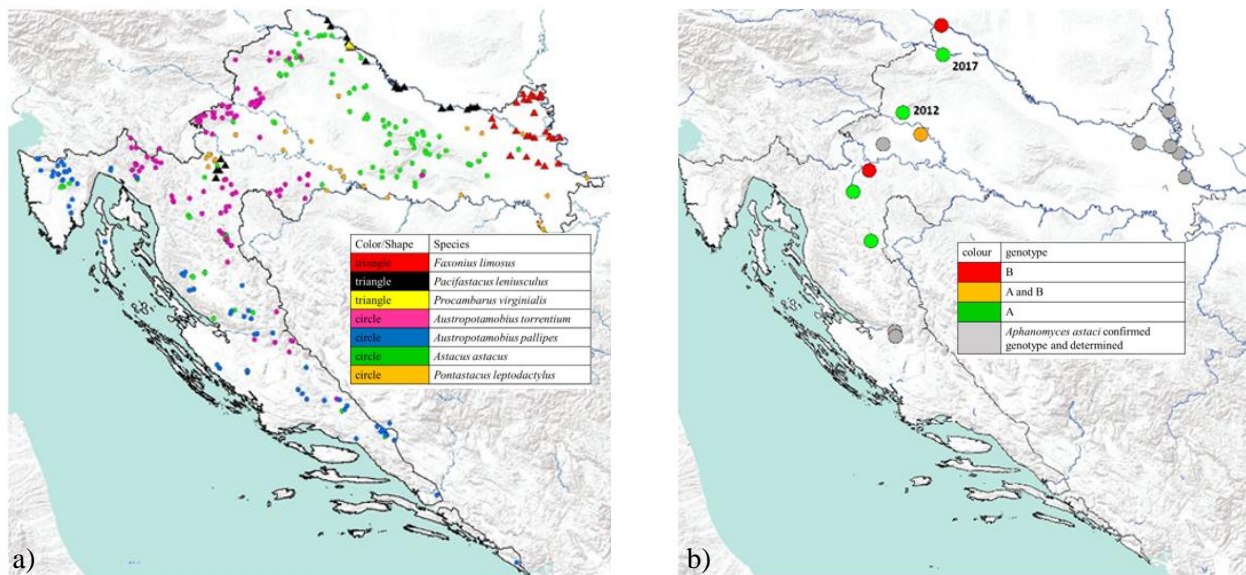 Color/Shape Species
triangle Faxonius limosus
triangle Pacifastacus leniusculus
triangle Procambarus virginialis
circle Austropotamobius torrentium
circle Austropotamobius pallipes
circle Astacus astacus
circle Pontastacus leptodactylus
a)
2017
2012
colour genotype
B
A and B
A
Aphanomyces astaci confirmed
genotype and determined
b)